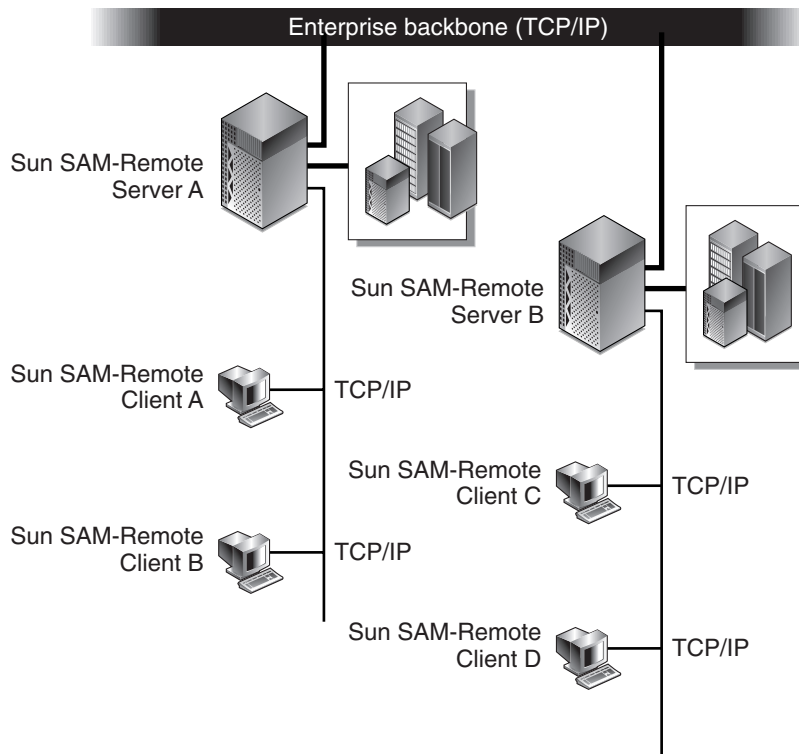 Enterprise backbone (TCP/IP)
Sun SAM-Remote
Server A
Sun SAM-Remote
Server B
Sun SAM-Remote
Client A
TCP/IP
Sun SAM-Remote
Client C
TCP/IP
Sun SAM-Remote
Client B
TCP/IP
Sun SAM-Remote
Client D
TCP/IP